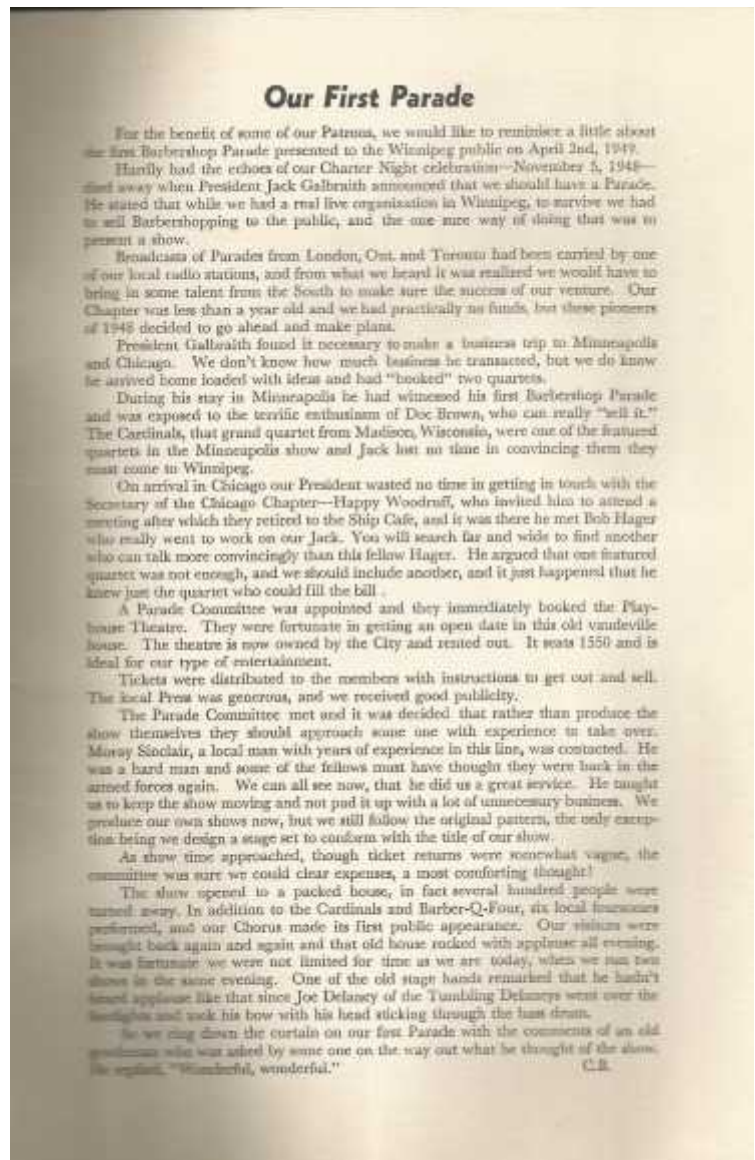 Our First Parade
For the benefit of some of our Patrons, we would like to reminisce a little about
the first Barbershop Parade presented to the Winnipeg public on April 2nd, 1949.
Hardly had the echoes of our Charter Night celebration—November 5, 1948—
died away when President Jack Galbraith announced that we should have a Parade.
He stated that while we had a real live organization in Winnipeg, to survive we had
to sell Barbershopping to the public, and the one sure way of doing that was to
present a show.
Broadcasts of Parades from London, Ont. and Toronto had been carried by one
of our local radio stations, and from what we heard it was realized we would have to
bring in some talent from the South to make sure the success of our venture. Our
Chapter was less than a year old and we had practically no funds, but these pioneers
of 1948 decided to go ahead and make plans.
President Galbraith found it necessary to make a business trip to Minneapolis
and Chicago. We don't know how much business he transacted, but we do know
he arrived home loaded with ideas and had "booked" two quartets.
During his stay in Minneapolis he had witnessed his first Barbershop Parade
and was exposed to the terrific enthusiasm of Doc Brown, who can really "sell it."
The Cardinals, that grand quartet from Madison, Wisconsin, were one of the featured
quartets in the Minneapolis show and Jack lost no time in convincing them they
must come to Winnipeg.
On arrival in Chicago our President wasted no time in getting in touch with the
Secretary of the Chicago Chapter—Happy Woodruff, who invited him to attend a
meeting after which they retired to the Ship Cafe, and it was there he met Bob Hager
who really went to work on our Jack. You will search far and wide to find another
who can talk more convincingly than this fellow Hager. He argued that one featured
quartet was not enough, and we should include another, and it just happened that he
knew just the quartet who could fill the bill .
A Parade Committee was appointed and they immediately booked the Play-
house Theatre. They were fortunate in getting an open date in this old vaudeville
house. The theatre is now owned by the City and rented out. It seats 1550 and is
ideal for our type of entertainment.
Tickets were distributed to the members with instructions to get out and sell.
The local Press was generous, and we received good publicity.
The Parade Committee met and it was decided that rather than produce the
show themselves they should approach some one with experience to take over.
Moray Sinclair, a local man with years of experience in this line, was contacted. He
was a hard man and some of the fellows must have thought they were back in the
armed forces again. We can all see now, that he did us a great service. He taught
us to keep the show moving and not pad it up with a lot of unnecessary business. We
produce our own shows now, but we still follow the original pattern, the only excep-
tion being we design a stage set to conform with the title of our show.
As show time approached, though ticket returns were somewhat vague, the
committee was sure we could clear expenses, a most comforting thought!
The show opened to a packed house, in fact several hundred people were
turned away. In addition to the Cardinals and Barber-Q-Four, six local foursomes
performed, and our Chorus made its first public appearance. Our visitors were
brought back again and again and that old house rocked with applause all evening.
It was fortunate we were not limited for time as we are today, when we run two
shows in the same evening. One of the old stage hands remarked that he hadn't
heard applause like that since Joe Delaney of the Tumbling Delaneys went over the
footlights and took his bow with his head sticking through the bass drum.
So we ring down the curtain on our first Parade with the comments of an old
gentleman who was asked by some one on the way out what he thought of the show.
He replied, "Wonderful, wonderful."
C.B.